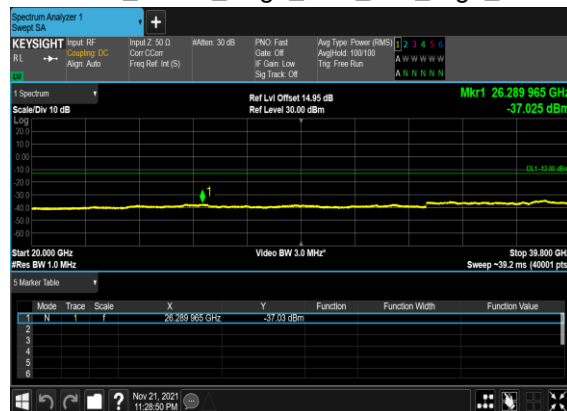 Spectrum Analyzer 1
Swept SA
+
KEYSIGHT
RL
LW
Input: RF
Coupling: DC
Align: Auto
Input Z: 50 Ω
Corr CCorr
Freq Ref: Int (S)
#Atten: 30 dB
PNO: Fast
Gate: Off
IF Gain: Low
Sig Track: Off
Avg Type: Power (RMS)
Avg|Hold: 100/100
Trig: Free Run
1 2 3 4 5 6
A W W W W W
A N N N N N
1 Spectrum
Scale/Div 10 dB
Ref Lvl Offset 14.95 dB
Ref Level 30.00 dBm
Mkr1 26.289 965 GHz
-37.025 dBm
Log
20.0
10.0
0.00
-10.0
DL1 -13.00 dBm
-20.0
-30.0
1
-40.0
-50.0
-60.0
Start 20.000 GHz
#Res BW 1.0 MHz
Video BW 3.0 MHz*
Stop 39.800 GHz
Sweep ~39.2 ms (40001 pts)
5 Marker Table
Mode Trace Scale X Y Function Function Width Function Value
1 N 1 f 26.289 965 GHz -37.03 dBm
2
3
4
5
6
?
Nov 21, 2021
11:28:50 PM